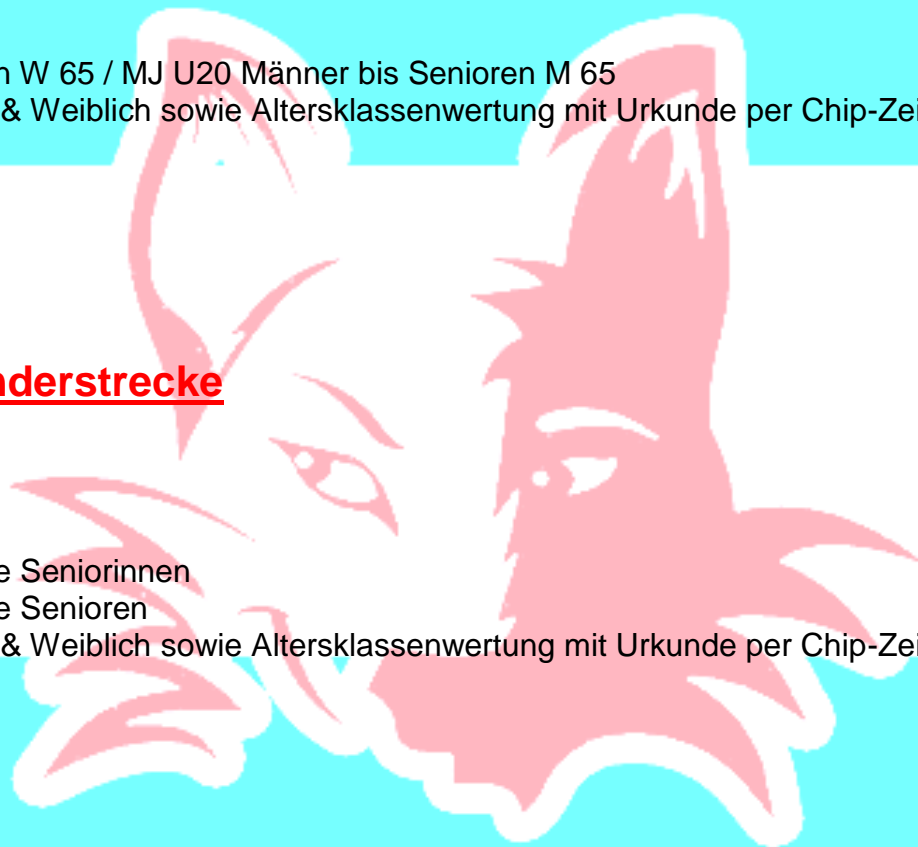 n W 65 / MJ U20 Männer bis Senioren M 65
& Weiblich sowie Altersklassenwertung mit Urkunde per Chip-Zei
nderstrecke
e Seniorinnen
e Senioren
& Weiblich sowie Altersklassenwertung mit Urkunde per Chip-Zei